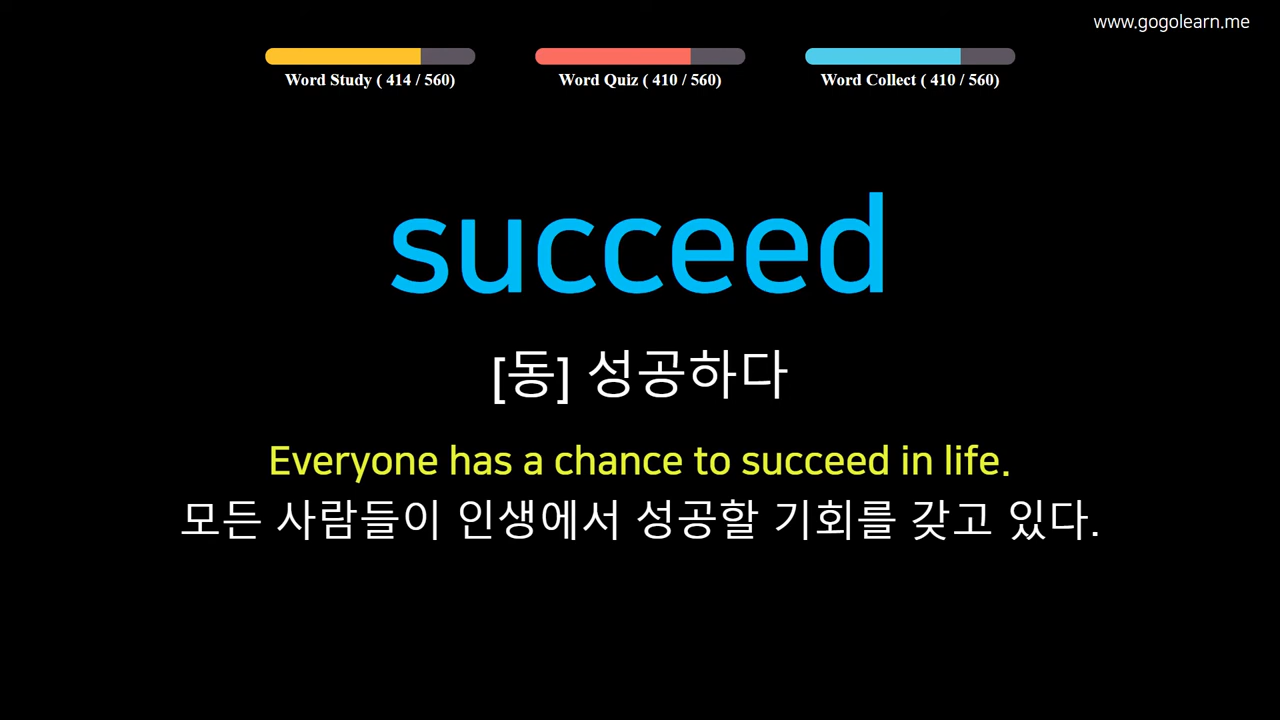 www.gogolearn.me
Word Study ( 414 / 560)
Word Quiz ( 410 / 560)
Word Collect ( 410 / 560)
succeed
[동] 성공하다
Everyone has a chance to succeed in life.
모든 사람들이 인생에서 성공할 기회를 갖고 있다.